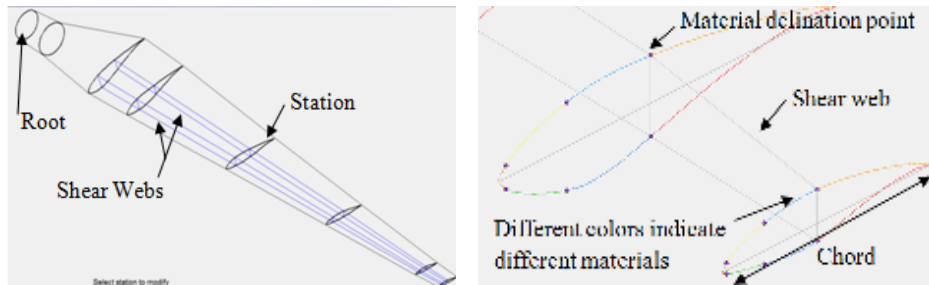 Root
Shear Webs
Station
Select station to modify
Material delination point
Shear web
Different colors indicate
different materials
Chord